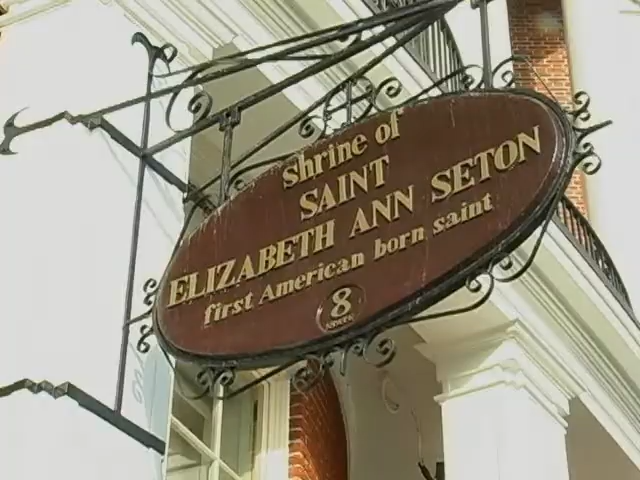 shrine of
SAINT
ELIZABETH ANN SETON
first American born saint
8